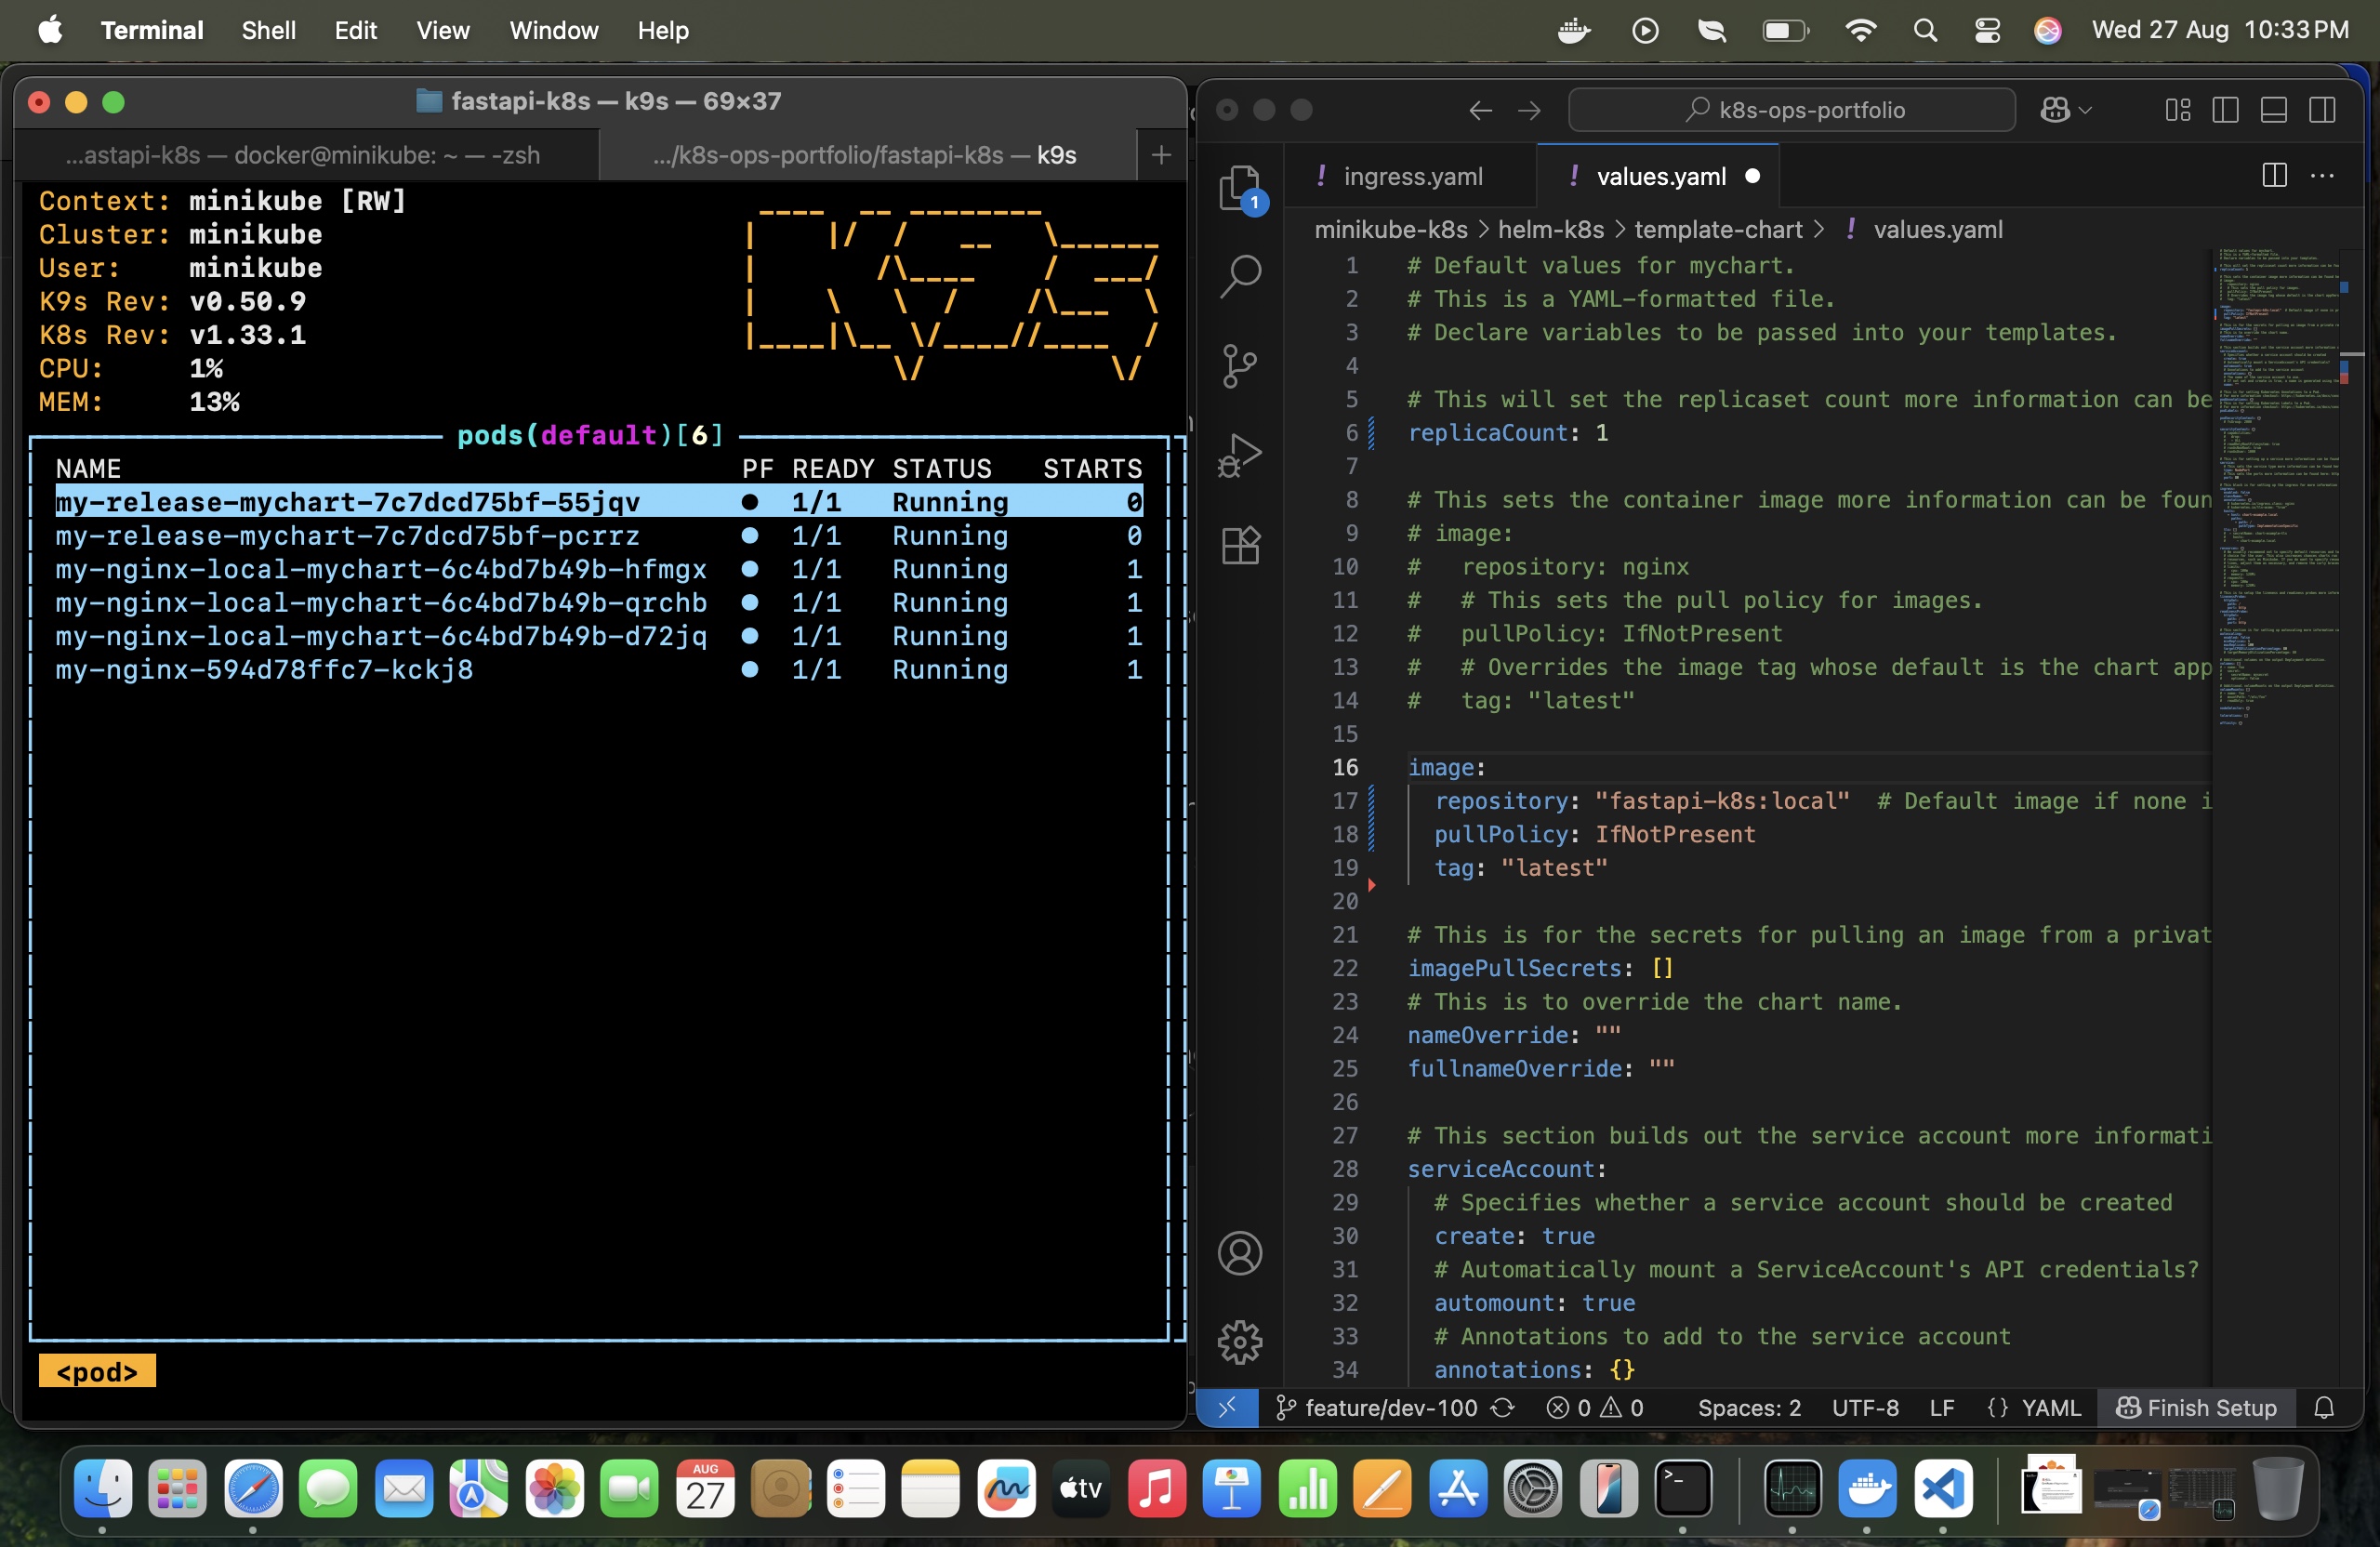 Terminal Shell Edit View Window Help Wed 27 Aug 10:33 PM
fastapi-k8s — k9s — 69×37
...astapi-k8s — docker@minikube: ~ — -zsh
.../k8s-ops-portfolio/fastapi-k8s — k9s
Context: minikube [RW]
Cluster: minikube
User: minikube
K9s Rev: v0.50.9
K8s Rev: v1.33.1
CPU: 1%
MEM: 13%
pods(default)[6]
NAME PF READY STATUS STARTS
my-release-mychart-7c7dcd75bf-55jqv ● 1/1 Running 0
my-release-mychart-7c7dcd75bf-pcrrz ● 1/1 Running 0
my-nginx-local-mychart-6c4bd7b49b-hfmgx ● 1/1 Running 1
my-nginx-local-mychart-6c4bd7b49b-qrchb ● 1/1 Running 1
my-nginx-local-mychart-6c4bd7b49b-d72jq ● 1/1 Running 1
my-nginx-594d78ffc7-kckj8 ● 1/1 Running 1
<pod>
k8s-ops-portfolio
1
! ingress.yaml
! values.yaml ●
minikube-k8s > helm-k8s > template-chart > ! values.yaml
1 # Default values for mychart.
2 # This is a YAML-formatted file.
3 # Declare variables to be passed into your templates.
4
5 # This will set the replicaset count more information can be
6 replicaCount: 1
7
8 # This sets the container image more information can be foun
9 # image:
10 #   repository: nginx
11 #   # This sets the pull policy for images.
12 #   pullPolicy: IfNotPresent
13 #   # Overrides the image tag whose default is the chart app
14 #   tag: "latest"
15
16 image:
17   repository: "fastapi-k8s:local"  # Default image if none i
18   pullPolicy: IfNotPresent
19   tag: "latest"
20
21 # This is for the secrets for pulling an image from a privat
22 imagePullSecrets: []
23 # This is to override the chart name.
24 nameOverride: ""
25 fullnameOverride: ""
26
27 # This section builds out the service account more informati
28 serviceAccount:
29   # Specifies whether a service account should be created
30   create: true
31   # Automatically mount a ServiceAccount's API credentials?
32   automount: true
33   # Annotations to add to the service account
34   annotations: {}
feature/dev-100 0 0 Spaces: 2 UTF-8 LF {} YAML Finish Setup
AUG
27
tv
>_